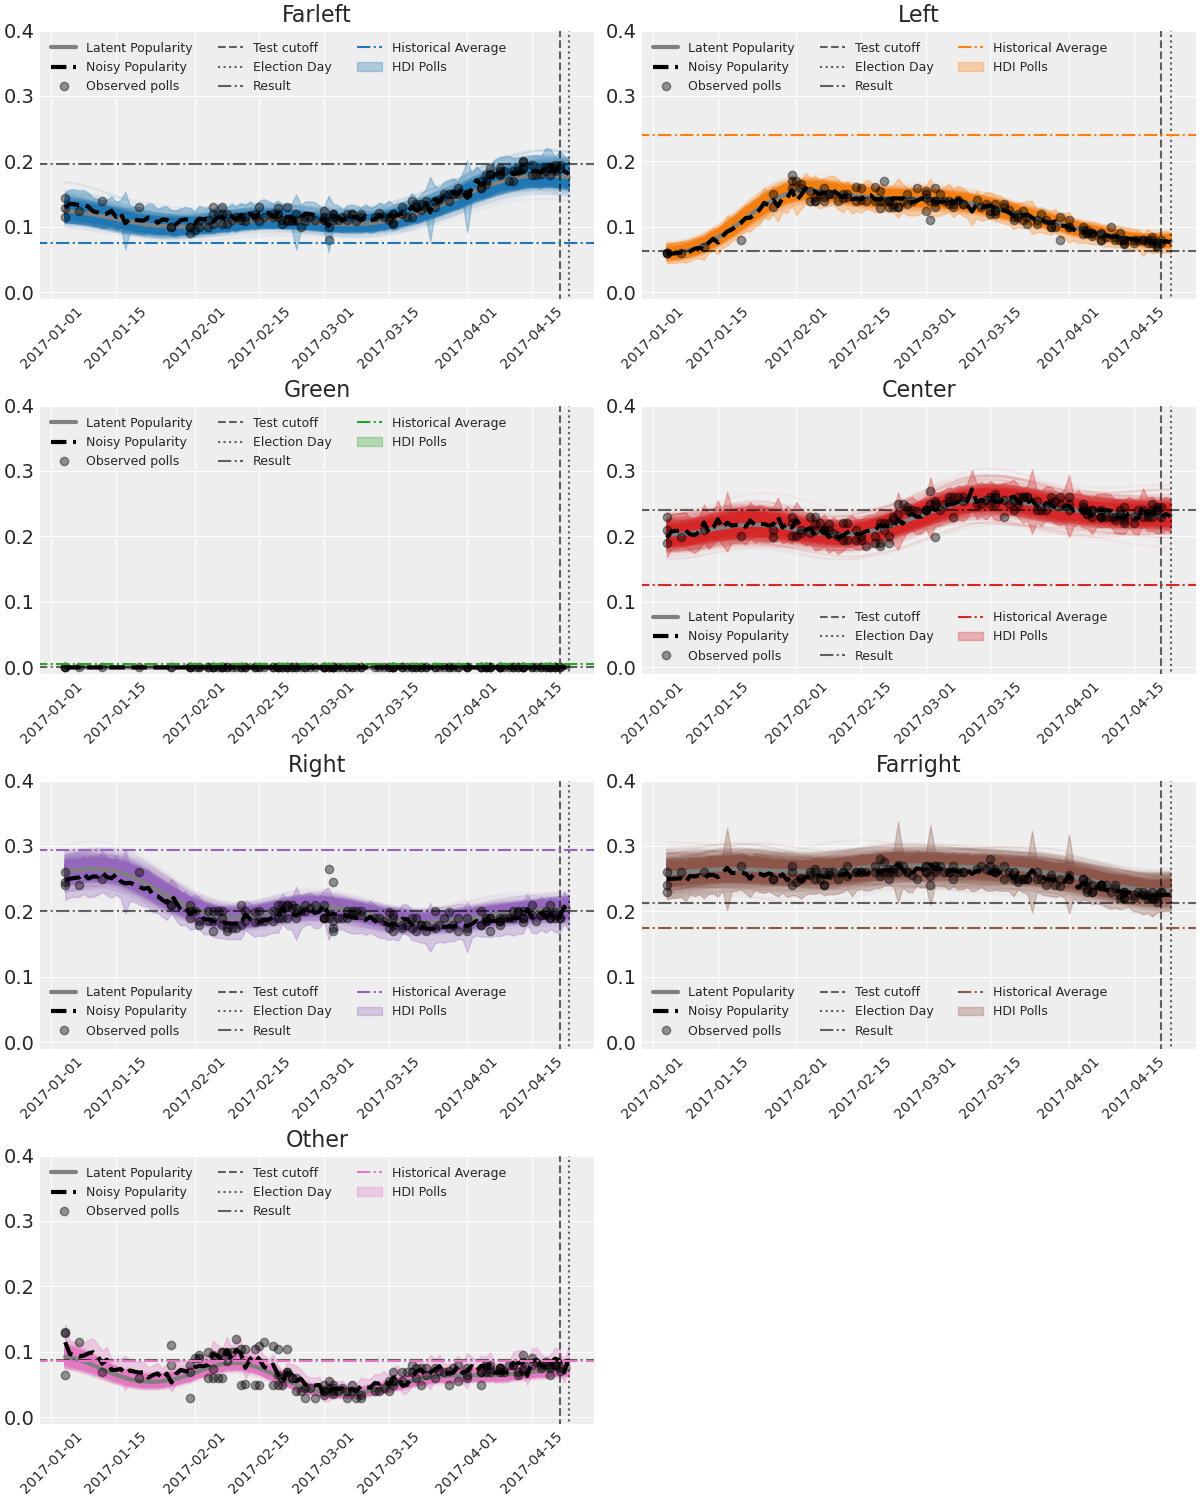 Farleft
0.4
0.3
0.2
0.1
0.0
Latent Popularity
Noisy Popularity
Observed polls
Test cutoff
Election Day
Result
Historical Average
HDI Polls
2017-01-01
2017-01-15
2017-02-01
2017-02-15
2017-03-01
2017-03-15
2017-04-01
2017-04-15
Left
0.4
0.3
0.2
0.1
0.0
Latent Popularity
Noisy Popularity
Observed polls
Test cutoff
Election Day
Result
Historical Average
HDI Polls
2017-01-01
2017-01-15
2017-02-01
2017-02-15
2017-03-01
2017-03-15
2017-04-01
2017-04-15
Green
0.4
0.3
0.2
0.1
0.0
Latent Popularity
Noisy Popularity
Observed polls
Test cutoff
Election Day
Result
Historical Average
HDI Polls
2017-01-01
2017-01-15
2017-02-01
2017-02-15
2017-03-01
2017-03-15
2017-04-01
2017-04-15
Center
0.4
0.3
0.2
0.1
0.0
Latent Popularity
Noisy Popularity
Observed polls
Test cutoff
Election Day
Result
Historical Average
HDI Polls
2017-01-01
2017-01-15
2017-02-01
2017-02-15
2017-03-01
2017-03-15
2017-04-01
2017-04-15
Right
0.4
0.3
0.2
0.1
0.0
Latent Popularity
Noisy Popularity
Observed polls
Test cutoff
Election Day
Result
Historical Average
HDI Polls
2017-01-01
2017-01-15
2017-02-01
2017-02-15
2017-03-01
2017-03-15
2017-04-01
2017-04-15
Farright
0.4
0.3
0.2
0.1
0.0
Latent Popularity
Noisy Popularity
Observed polls
Test cutoff
Election Day
Result
Historical Average
HDI Polls
2017-01-01
2017-01-15
2017-02-01
2017-02-15
2017-03-01
2017-03-15
2017-04-01
2017-04-15
Other
0.4
0.3
0.2
0.1
0.0
Latent Popularity
Noisy Popularity
Observed polls
Test cutoff
Election Day
Result
Historical Average
HDI Polls
2017-01-01
2017-01-15
2017-02-01
2017-02-15
2017-03-01
2017-03-15
2017-04-01
2017-04-15